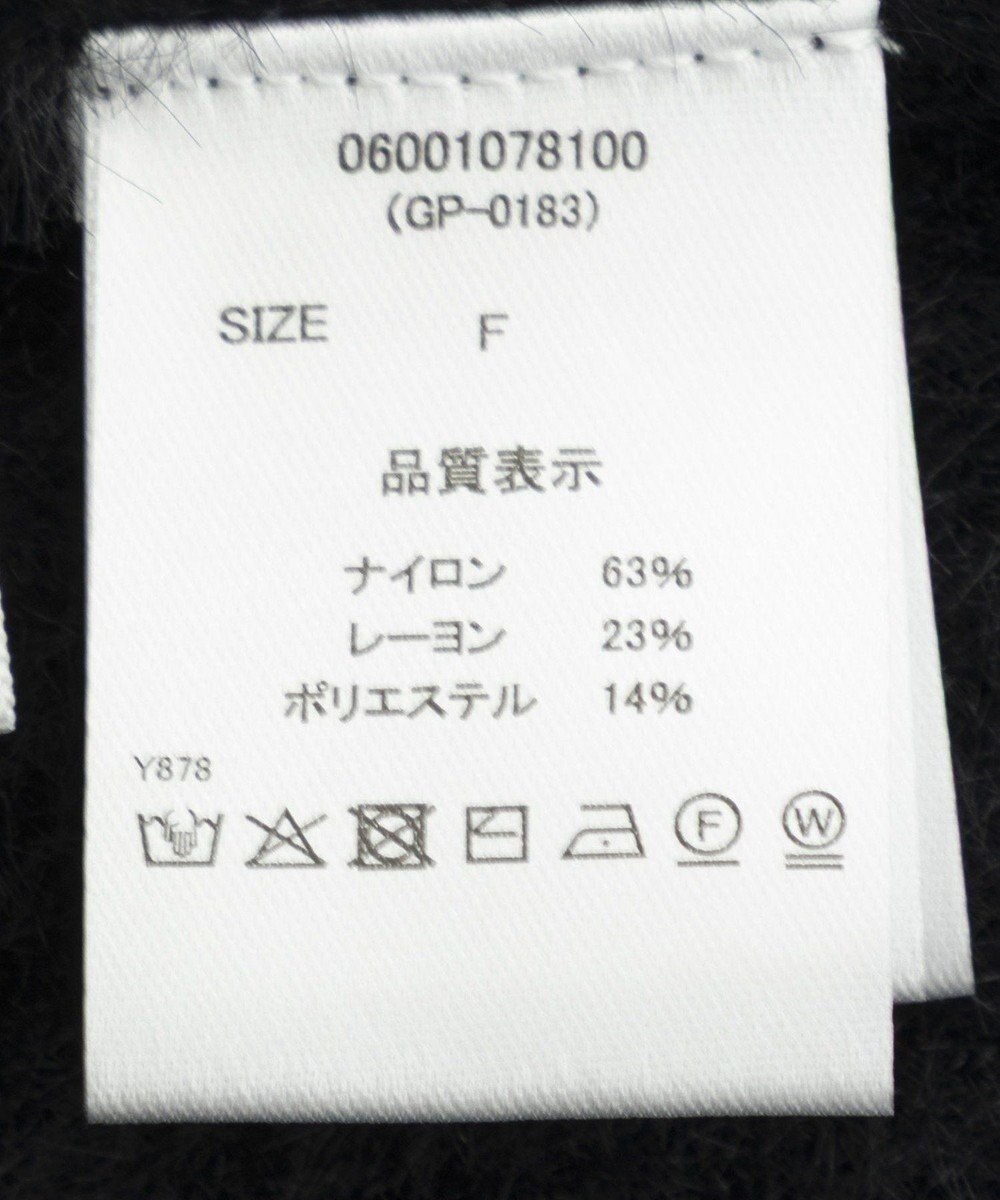 06001078100
(GP-0183)
SIZE F
品質表示
ナイロン 63%
レーヨン 23%
ポリエステル 14%
Y878
F W